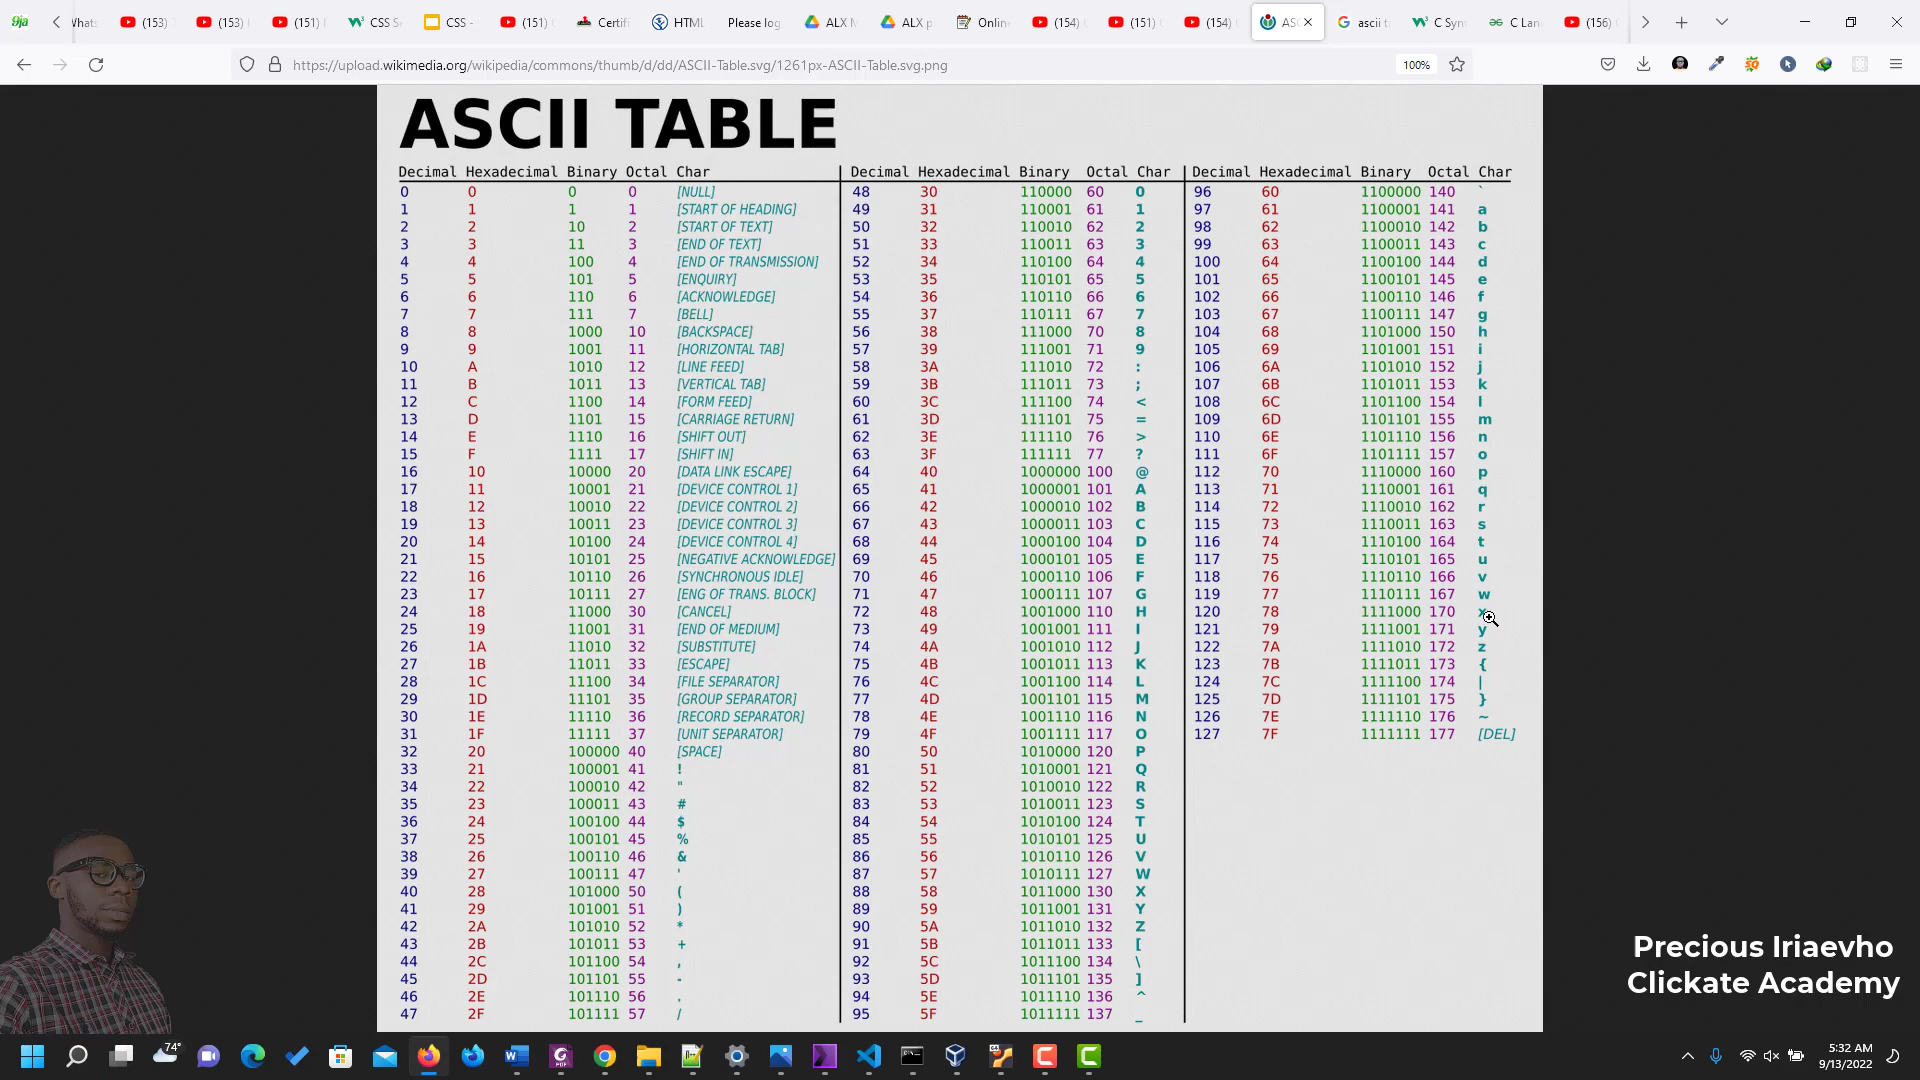 Whats
(153)
(153)
(151)
CSS S
CSS -
(151)
Certifi
HTML
Please log
ALX M
ALX p
Online
(154)
(151)
(154)
ASC
ascii t
C Syn
C Lan
(156)
https://upload.wikimedia.org/wikipedia/commons/thumb/d/dd/ASCII-Table.svg/1261px-ASCII-Table.svg.png
100%
ASCII TABLE
Decimal Hexadecimal Binary Octal Char Decimal Hexadecimal Binary Octal Char Decimal Hexadecimal Binary Octal Char
0 0 0 0 [NULL] 48 30 110000 60 0 96 60 1100000 140 `
1 1 1 1 [START OF HEADING] 49 31 110001 61 1 97 61 1100001 141 a
2 2 10 2 [START OF TEXT] 50 32 110010 62 2 98 62 1100010 142 b
3 3 11 3 [END OF TEXT] 51 33 110011 63 3 99 63 1100011 143 c
4 4 100 4 [END OF TRANSMISSION] 52 34 110100 64 4 100 64 1100100 144 d
5 5 101 5 [ENQUIRY] 53 35 110101 65 5 101 65 1100101 145 e
6 6 110 6 [ACKNOWLEDGE] 54 36 110110 66 6 102 66 1100110 146 f
7 7 111 7 [BELL] 55 37 110111 67 7 103 67 1100111 147 g
8 8 1000 10 [BACKSPACE] 56 38 111000 70 8 104 68 1101000 150 h
9 9 1001 11 [HORIZONTAL TAB] 57 39 111001 71 9 105 69 1101001 151 i
10 A 1010 12 [LINE FEED] 58 3A 111010 72 : 106 6A 1101010 152 j
11 B 1011 13 [VERTICAL TAB] 59 3B 111011 73 ; 107 6B 1101011 153 k
12 C 1100 14 [FORM FEED] 60 3C 111100 74 < 108 6C 1101100 154 l
13 D 1101 15 [CARRIAGE RETURN] 61 3D 111101 75 = 109 6D 1101101 155 m
14 E 1110 16 [SHIFT OUT] 62 3E 111110 76 > 110 6E 1101110 156 n
15 F 1111 17 [SHIFT IN] 63 3F 111111 77 ? 111 6F 1101111 157 o
16 10 10000 20 [DATA LINK ESCAPE] 64 40 1000000 100 @ 112 70 1110000 160 p
17 11 10001 21 [DEVICE CONTROL 1] 65 41 1000001 101 A 113 71 1110001 161 q
18 12 10010 22 [DEVICE CONTROL 2] 66 42 1000010 102 B 114 72 1110010 162 r
19 13 10011 23 [DEVICE CONTROL 3] 67 43 1000011 103 C 115 73 1110011 163 s
20 14 10100 24 [DEVICE CONTROL 4] 68 44 1000100 104 D 116 74 1110100 164 t
21 15 10101 25 [NEGATIVE ACKNOWLEDGE] 69 45 1000101 105 E 117 75 1110101 165 u
22 16 10110 26 [SYNCHRONOUS IDLE] 70 46 1000110 106 F 118 76 1110110 166 v
23 17 10111 27 [ENG OF TRANS. BLOCK] 71 47 1000111 107 G 119 77 1110111 167 w
24 18 11000 30 [CANCEL] 72 48 1001000 110 H 120 78 1111000 170 x
25 19 11001 31 [END OF MEDIUM] 73 49 1001001 111 I 121 79 1111001 171 y
26 1A 11010 32 [SUBSTITUTE] 74 4A 1001010 112 J 122 7A 1111010 172 z
27 1B 11011 33 [ESCAPE] 75 4B 1001011 113 K 123 7B 1111011 173 {
28 1C 11100 34 [FILE SEPARATOR] 76 4C 1001100 114 L 124 7C 1111100 174 |
29 1D 11101 35 [GROUP SEPARATOR] 77 4D 1001101 115 M 125 7D 1111101 175 }
30 1E 11110 36 [RECORD SEPARATOR] 78 4E 1001110 116 N 126 7E 1111110 176 ~
31 1F 11111 37 [UNIT SEPARATOR] 79 4F 1001111 117 O 127 7F 1111111 177 [DEL]
32 20 100000 40 [SPACE] 80 50 1010000 120 P
33 21 100001 41 ! 81 51 1010001 121 Q
34 22 100010 42 " 82 52 1010010 122 R
35 23 100011 43 # 83 53 1010011 123 S
36 24 100100 44 $ 84 54 1010100 124 T
37 25 100101 45 % 85 55 1010101 125 U
38 26 100110 46 & 86 56 1010110 126 V
39 27 100111 47 ' 87 57 1010111 127 W
40 28 101000 50 ( 88 58 1011000 130 X
41 29 101001 51 ) 89 59 1011001 131 Y
42 2A 101010 52 * 90 5A 1011010 132 Z
43 2B 101011 53 + 91 5B 1011011 133 [
44 2C 101100 54 , 92 5C 1011100 134 \
45 2D 101101 55 - 93 5D 1011101 135 ]
46 2E 101110 56 . 94 5E 1011110 136 ^
47 2F 101111 57 / 95 5F 1011111 137 _
Precious Iriaevho
Clickate Academy
74°
5:32 AM
9/13/2022